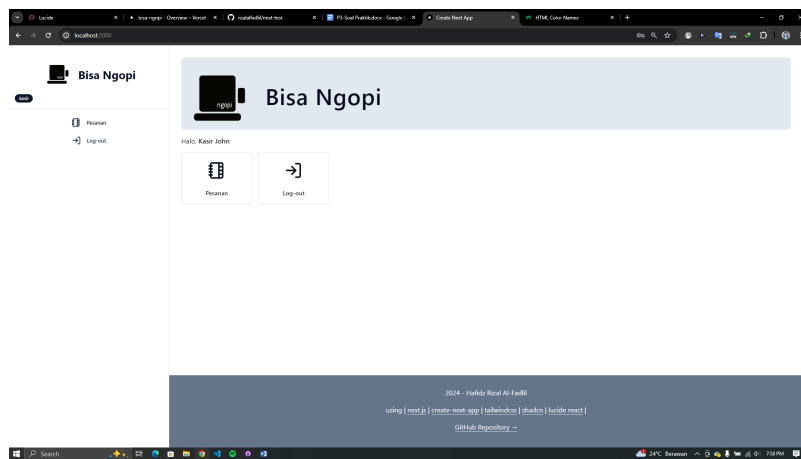 Lucide
bisa-ngopi - Overview - Vercel
rizalalfadlil/next-test
P3-Soal Praktik.docx - Google
Create Next App
HTML Color Names
localhost:3000
Bisa Ngopi
kasir
Pesanan
Log-out
ngopi
Bisa Ngopi
Halo, Kasir John
Pesanan
Log-out
2024 - Hafidz Rizal Al-Fadlil
using | next.js | create-next-app | tailwindcss | shadcn | lucide react |
GitHub Repository →
Search
24°C Berawan
7:58 PM